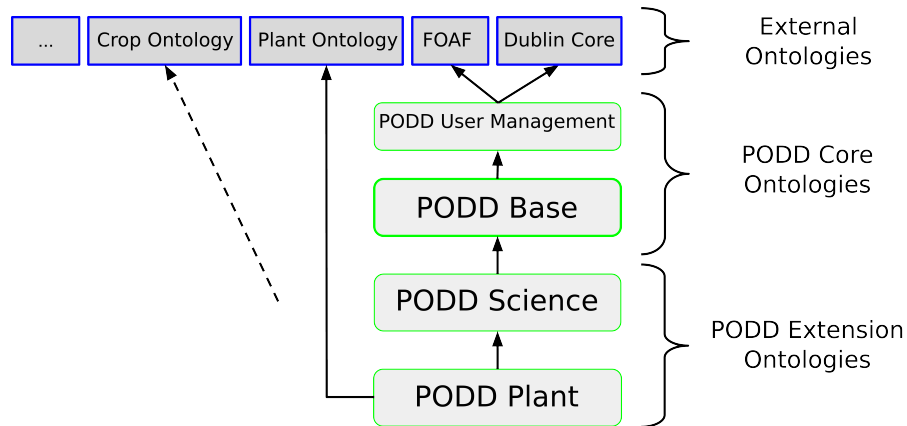 ... Crop Ontology Plant Ontology FOAF Dublin Core
External
Ontologies
PODD User Management
PODD Base
PODD Core
Ontologies
PODD Science
PODD Plant
PODD Extension
Ontologies